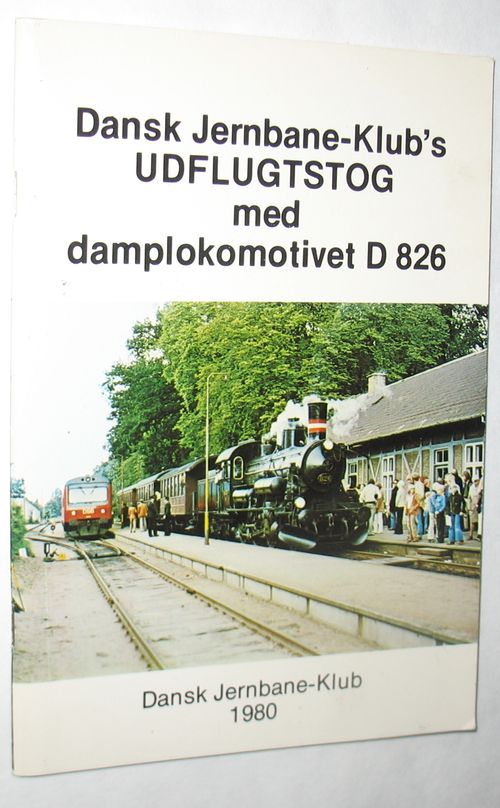 Dansk Jernbane-Klub's
UDFLUGTSTOG
med
damplokomotivet D 826
Dansk Jernbane-Klub
1980